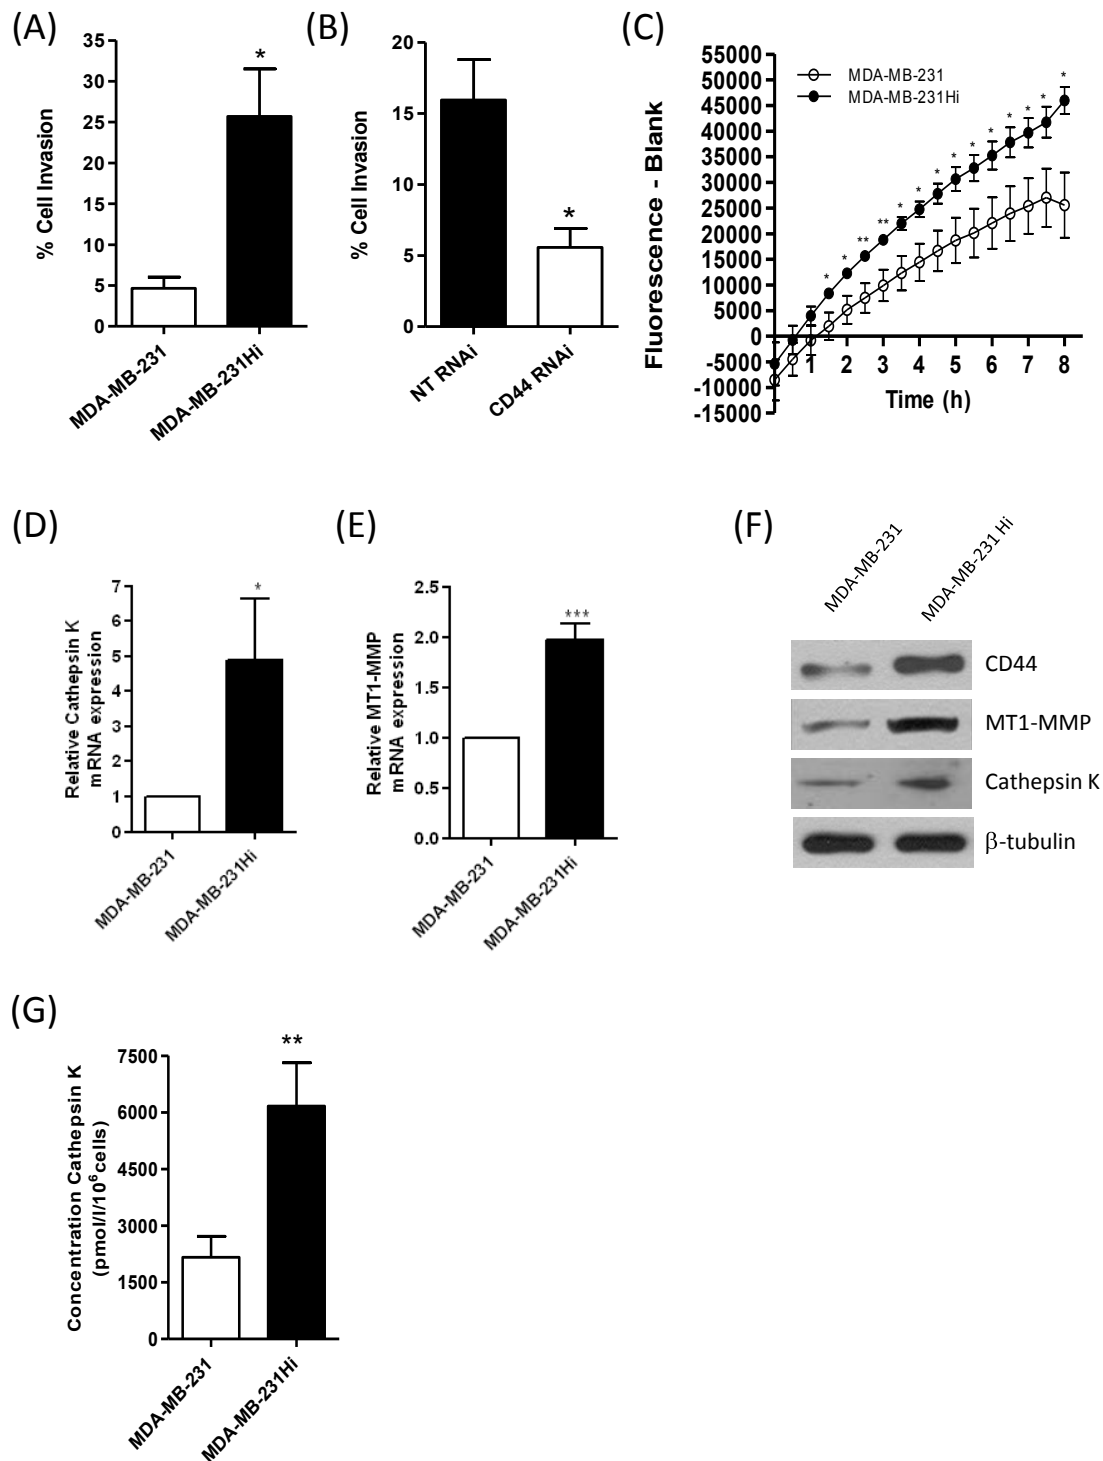 (A)
% Cell Invasion
35
30
25
20
15
10
5
0
*
MDA-MB-231
MDA-MB-231Hi
(B)
% Cell Invasion
20
15
10
5
0
*
NT RNAi
CD44 RNAi
(C)
Fluorescence - Blank
55000
50000
45000
40000
35000
30000
25000
20000
15000
10000
5000
0
-5000
-10000
-15000
MDA-MB-231
MDA-MB-231Hi
* * ** ** * * * * * * * * * *
1 2 3 4 5 6 7 8
Time (h)
(D)
Relative Cathepsin K
mRNA expression
7
6
5
4
3
2
1
0
*
MDA-MB-231
MDA-MB-231Hi
(E)
Relative MT1-MMP
mRNA expression
2.5
2.0
1.5
1.0
0.5
0.0
***
MDA-MB-231
MDA-MB-231Hi
(F)
MDA-MB-231
MDA-MB-231 Hi
CD44
MT1-MMP
Cathepsin K
β-tubulin
(G)
Concentration Cathepsin K
(pmol/l/10⁶cells)
7500
6000
4500
3000
1500
0
**
MDA-MB-231
MDA-MB-231Hi